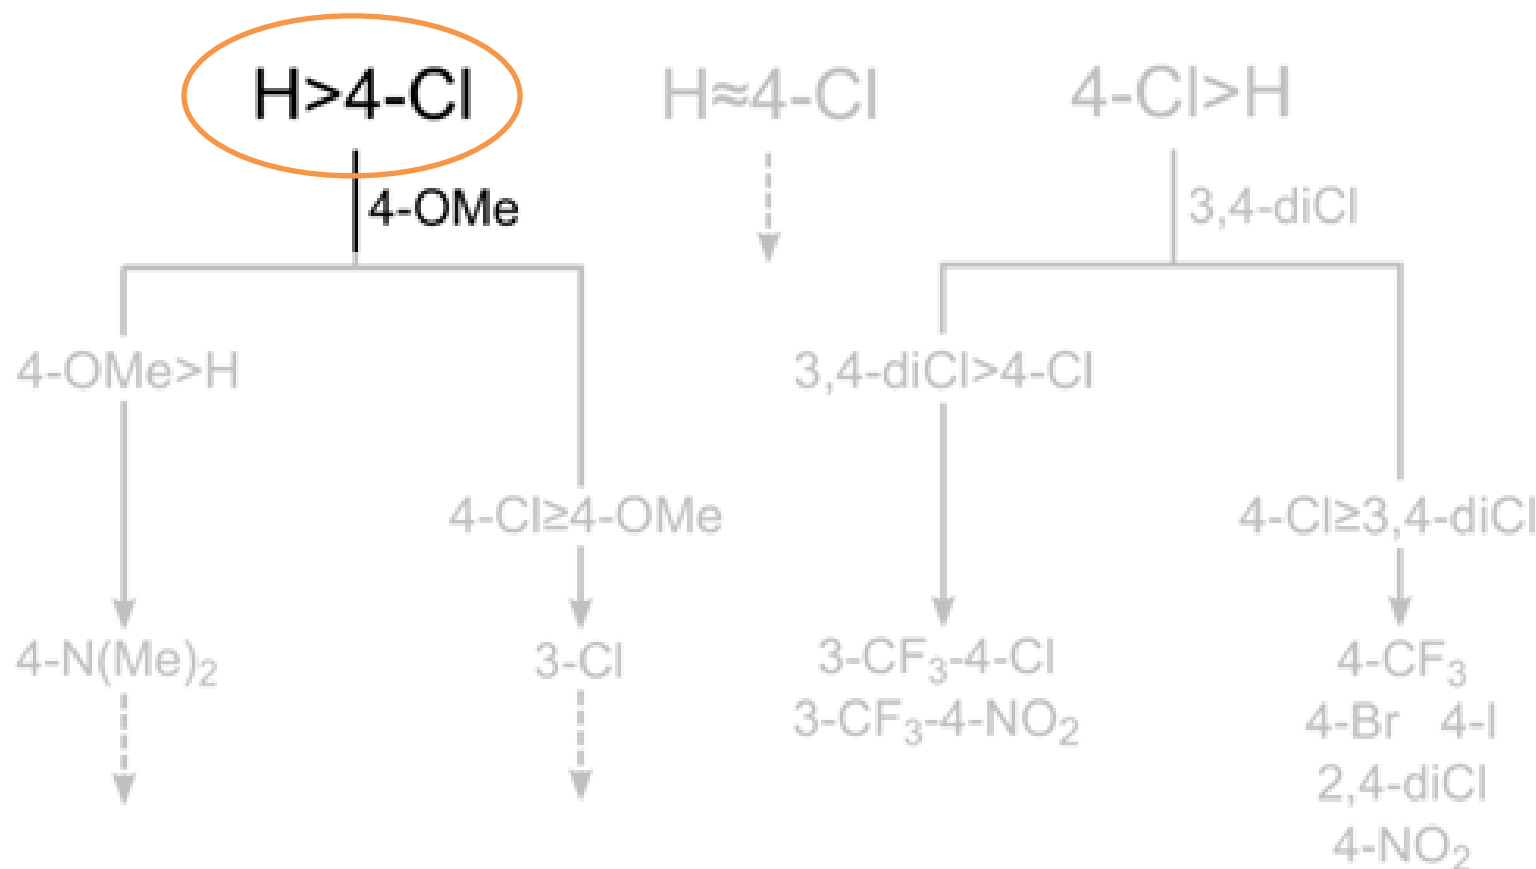 H>4-Cl H≈4-Cl 4-Cl>H
4-OMe 3,4-diCl
4-OMe>H 3,4-diCl>4-Cl
4-Cl≥4-OMe 4-Cl≥3,4-diCl
4-N(Me)₂ 3-Cl 3-CF₃-4-Cl 4-CF₃
3-CF₃-4-NO₂ 4-Br 4-I
2,4-diCl
4-NO₂